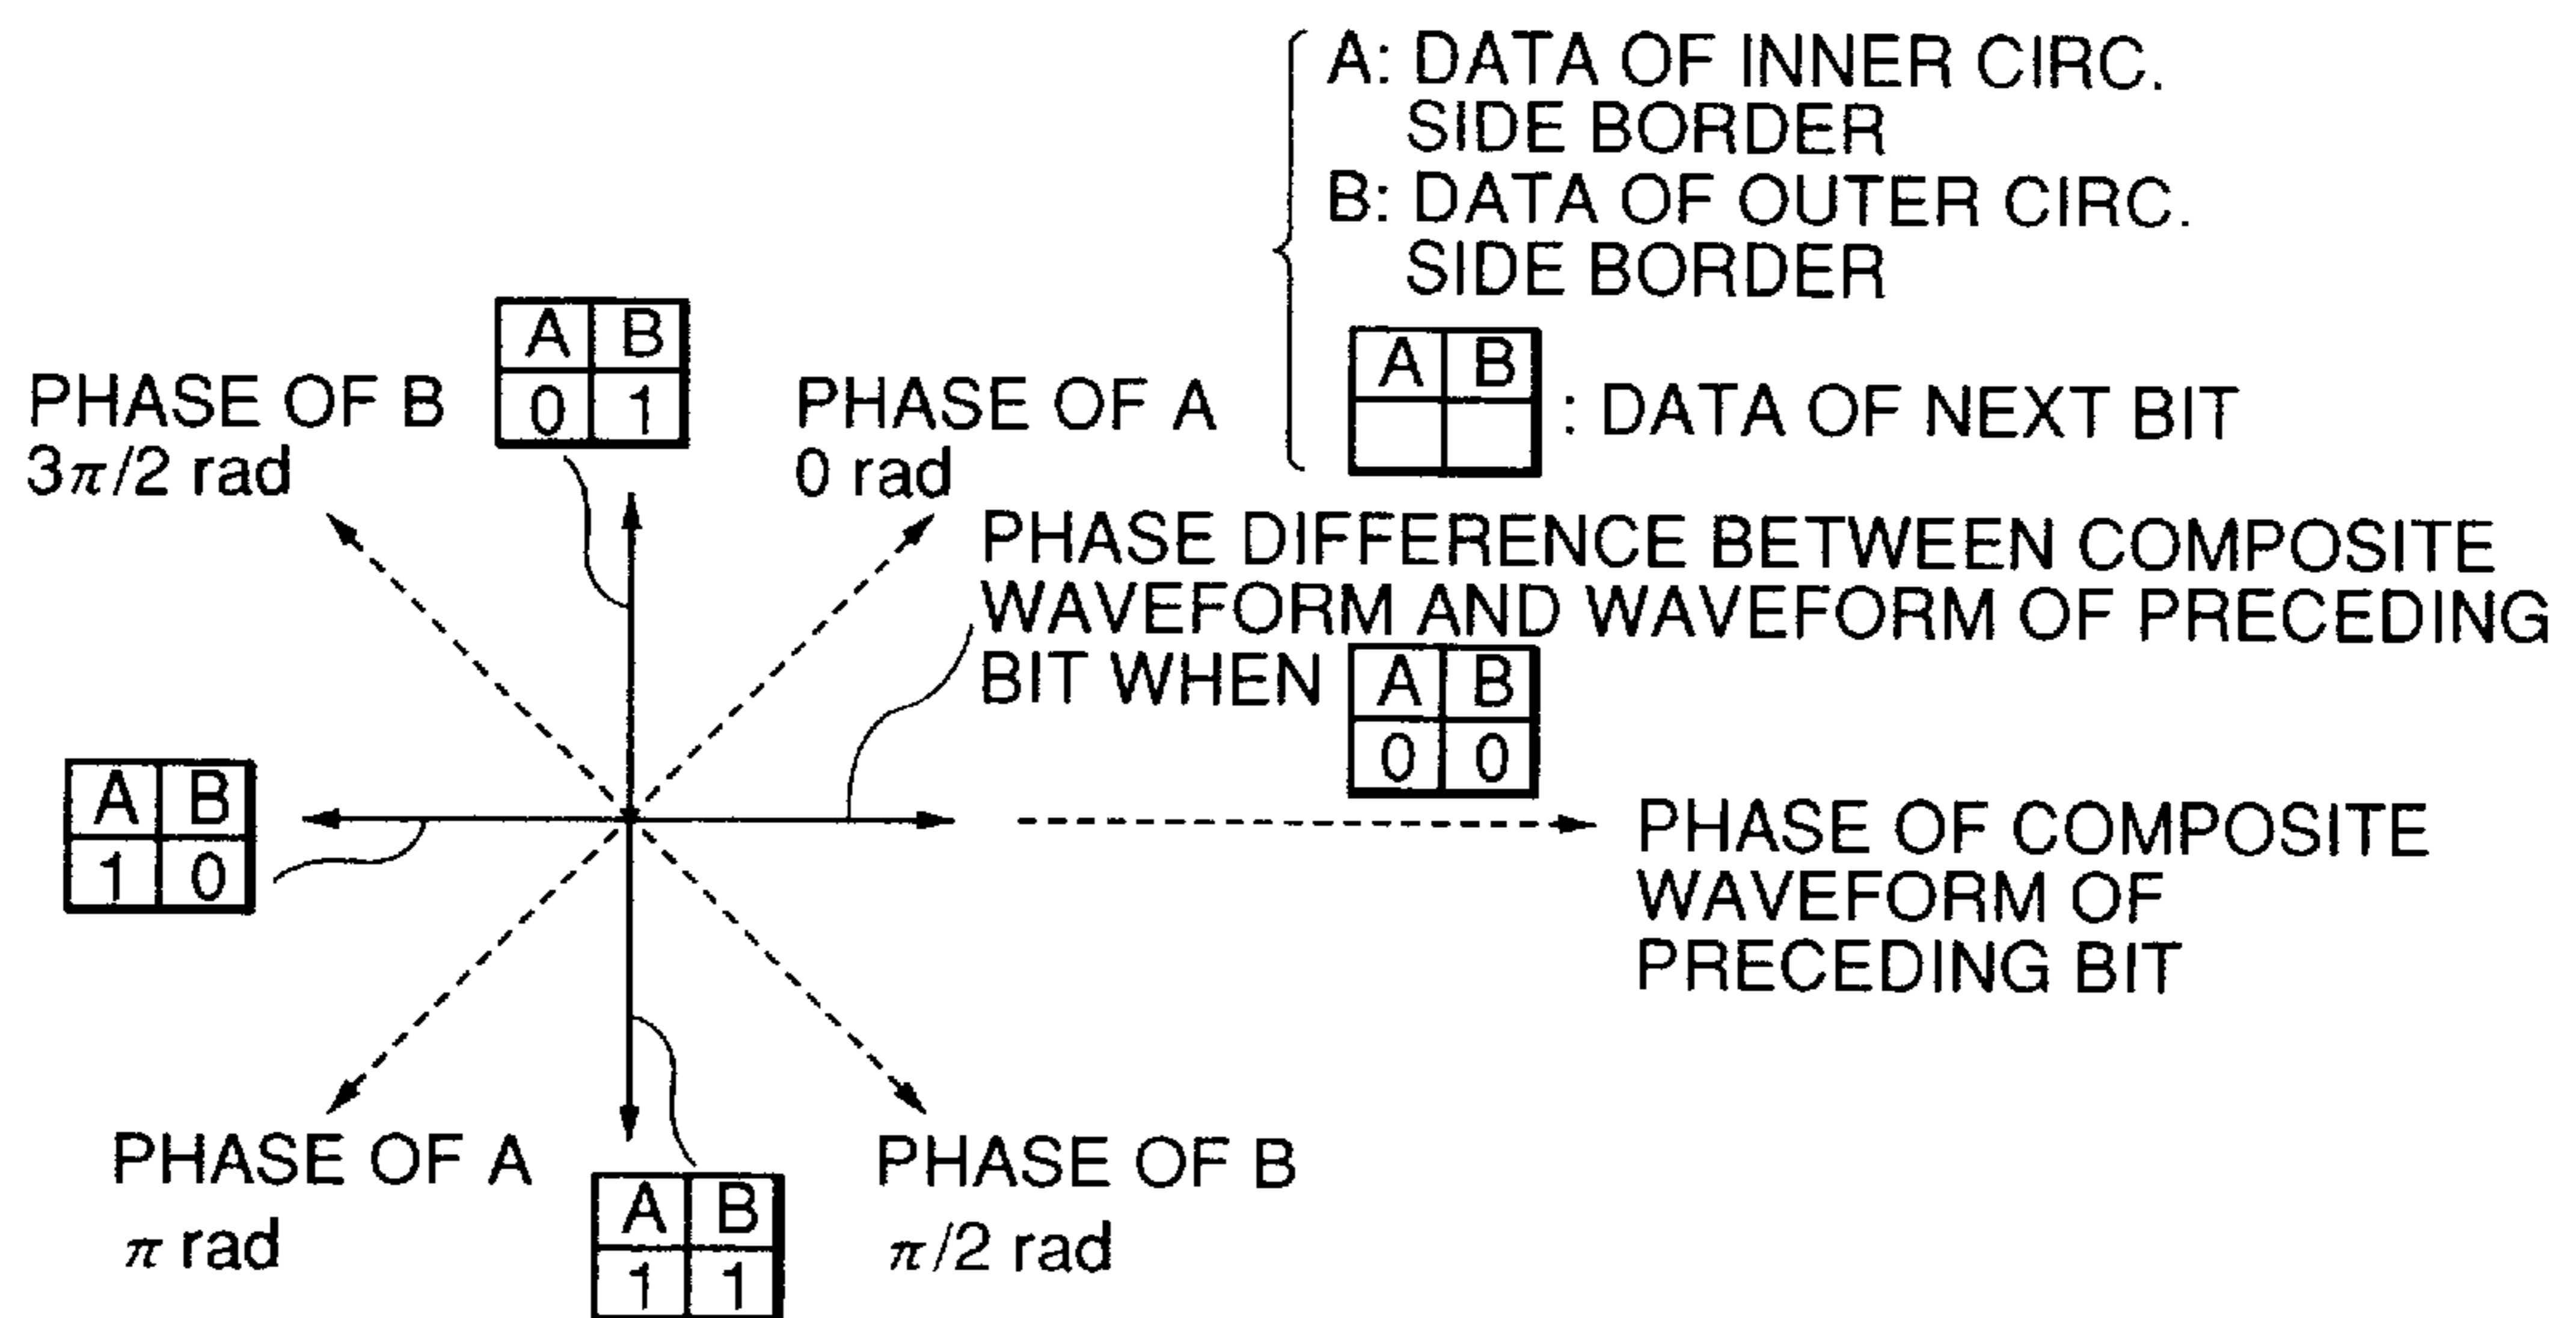 A: DATA OF INNER CIRC.
SIDE BORDER
B: DATA OF OUTER CIRC.
SIDE BORDER
A B
: DATA OF NEXT BIT
A B
0 1
PHASE OF B
3π/2 rad
PHASE OF A
0 rad
PHASE DIFFERENCE BETWEEN COMPOSITE
WAVEFORM AND WAVEFORM OF PRECEDING
BIT WHEN
A B
0 0
A B
1 0
PHASE OF COMPOSITE
WAVEFORM OF
PRECEDING BIT
PHASE OF A
π rad
A B
1 1
PHASE OF B
π/2 rad